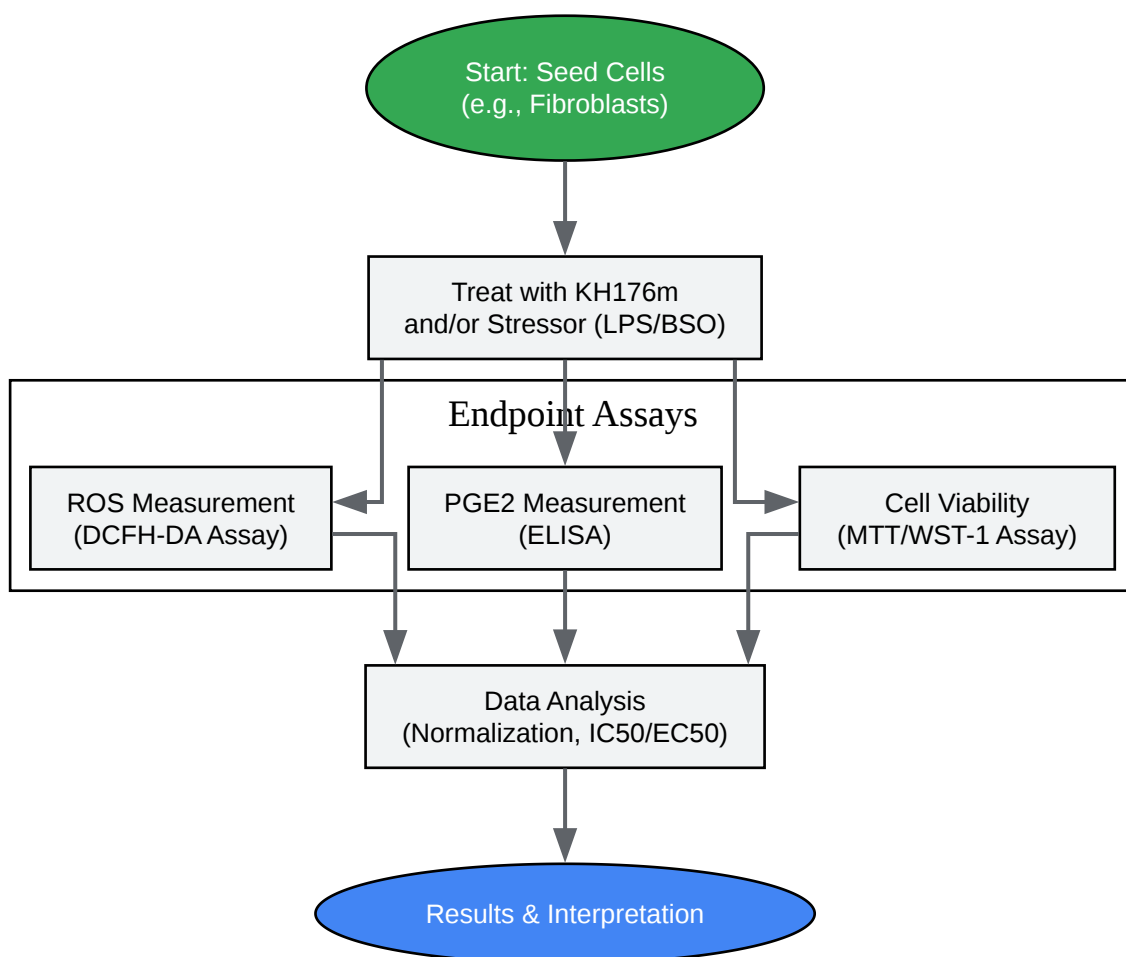 Start: Seed Cells
(e.g., Fibroblasts)
Treat with KH176m
and/or Stressor (LPS/BSO)
Endpoint Assays
ROS Measurement
(DCFH-DA Assay)
PGE2 Measurement
(ELISA)
Cell Viability
(MTT/WST-1 Assay)
Data Analysis
(Normalization, IC50/EC50)
Results & Interpretation